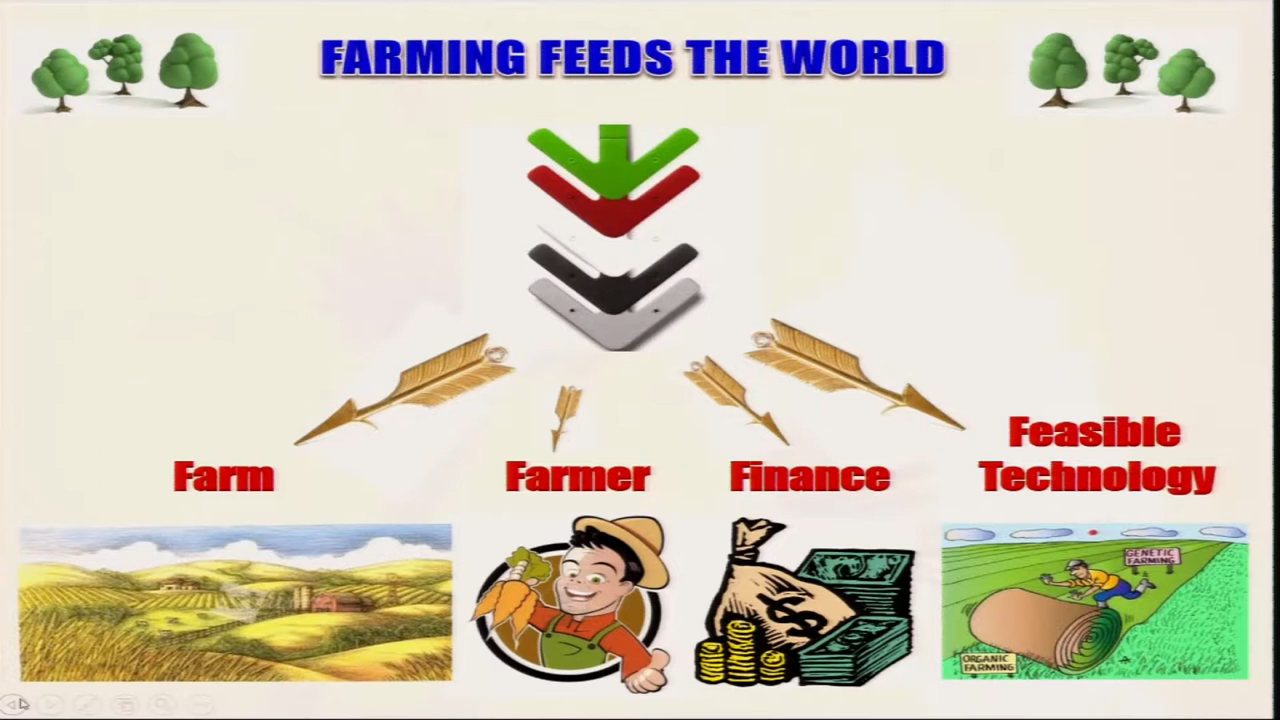 FARMING FEEDS THE WORLD
Farm
Farmer
Finance
Feasible
Technology
GENETIC
FARMING
ORGANIC
FARMING